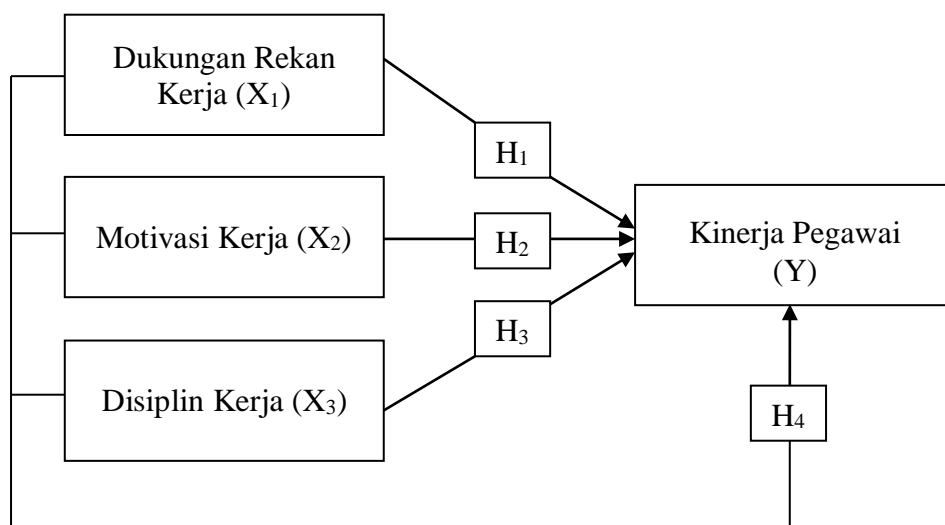 Dukungan Rekan
Kerja (X₁)
H₁
Motivasi Kerja (X₂)
H₂
Kinerja Pegawai
(Y)
H₃
Disiplin Kerja (X₃)
H₄